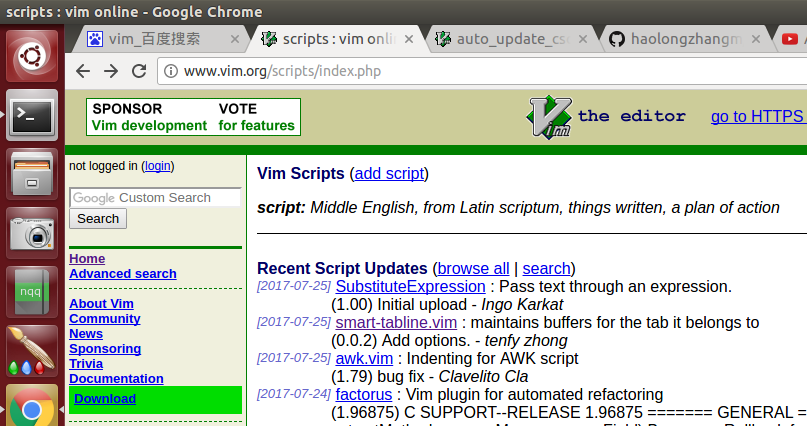 scripts : vim online - Google Chrome
vim_百度搜索
scripts : vim onli
auto_update_cs
haolongzhangm
www.vim.org/scripts/index.php
SPONSOR VOTE
Vim development for features
Vim the editor
go to HTTPS
not logged in (login)
Google Custom Search
Search
Home
Advanced search
About Vim
Community
News
Sponsoring
Trivia
Documentation
Download
nqq
Vim Scripts (add script)
script: Middle English, from Latin scriptum, things written, a plan of action
Recent Script Updates (browse all | search)
[2017-07-25] SubstituteExpression : Pass text through an expression.
(1.00) Initial upload - Ingo Karkat
[2017-07-25] smart-tabline.vim : maintains buffers for the tab it belongs to
(0.0.2) Add options. - tenfy zhong
[2017-07-25] awk.vim : Indenting for AWK script
(1.79) bug fix - Clavelito Cla
[2017-07-24] factorus : Vim plugin for automated refactoring
(1.96875) C SUPPORT--RELEASE 1.96875 ======= GENERAL =